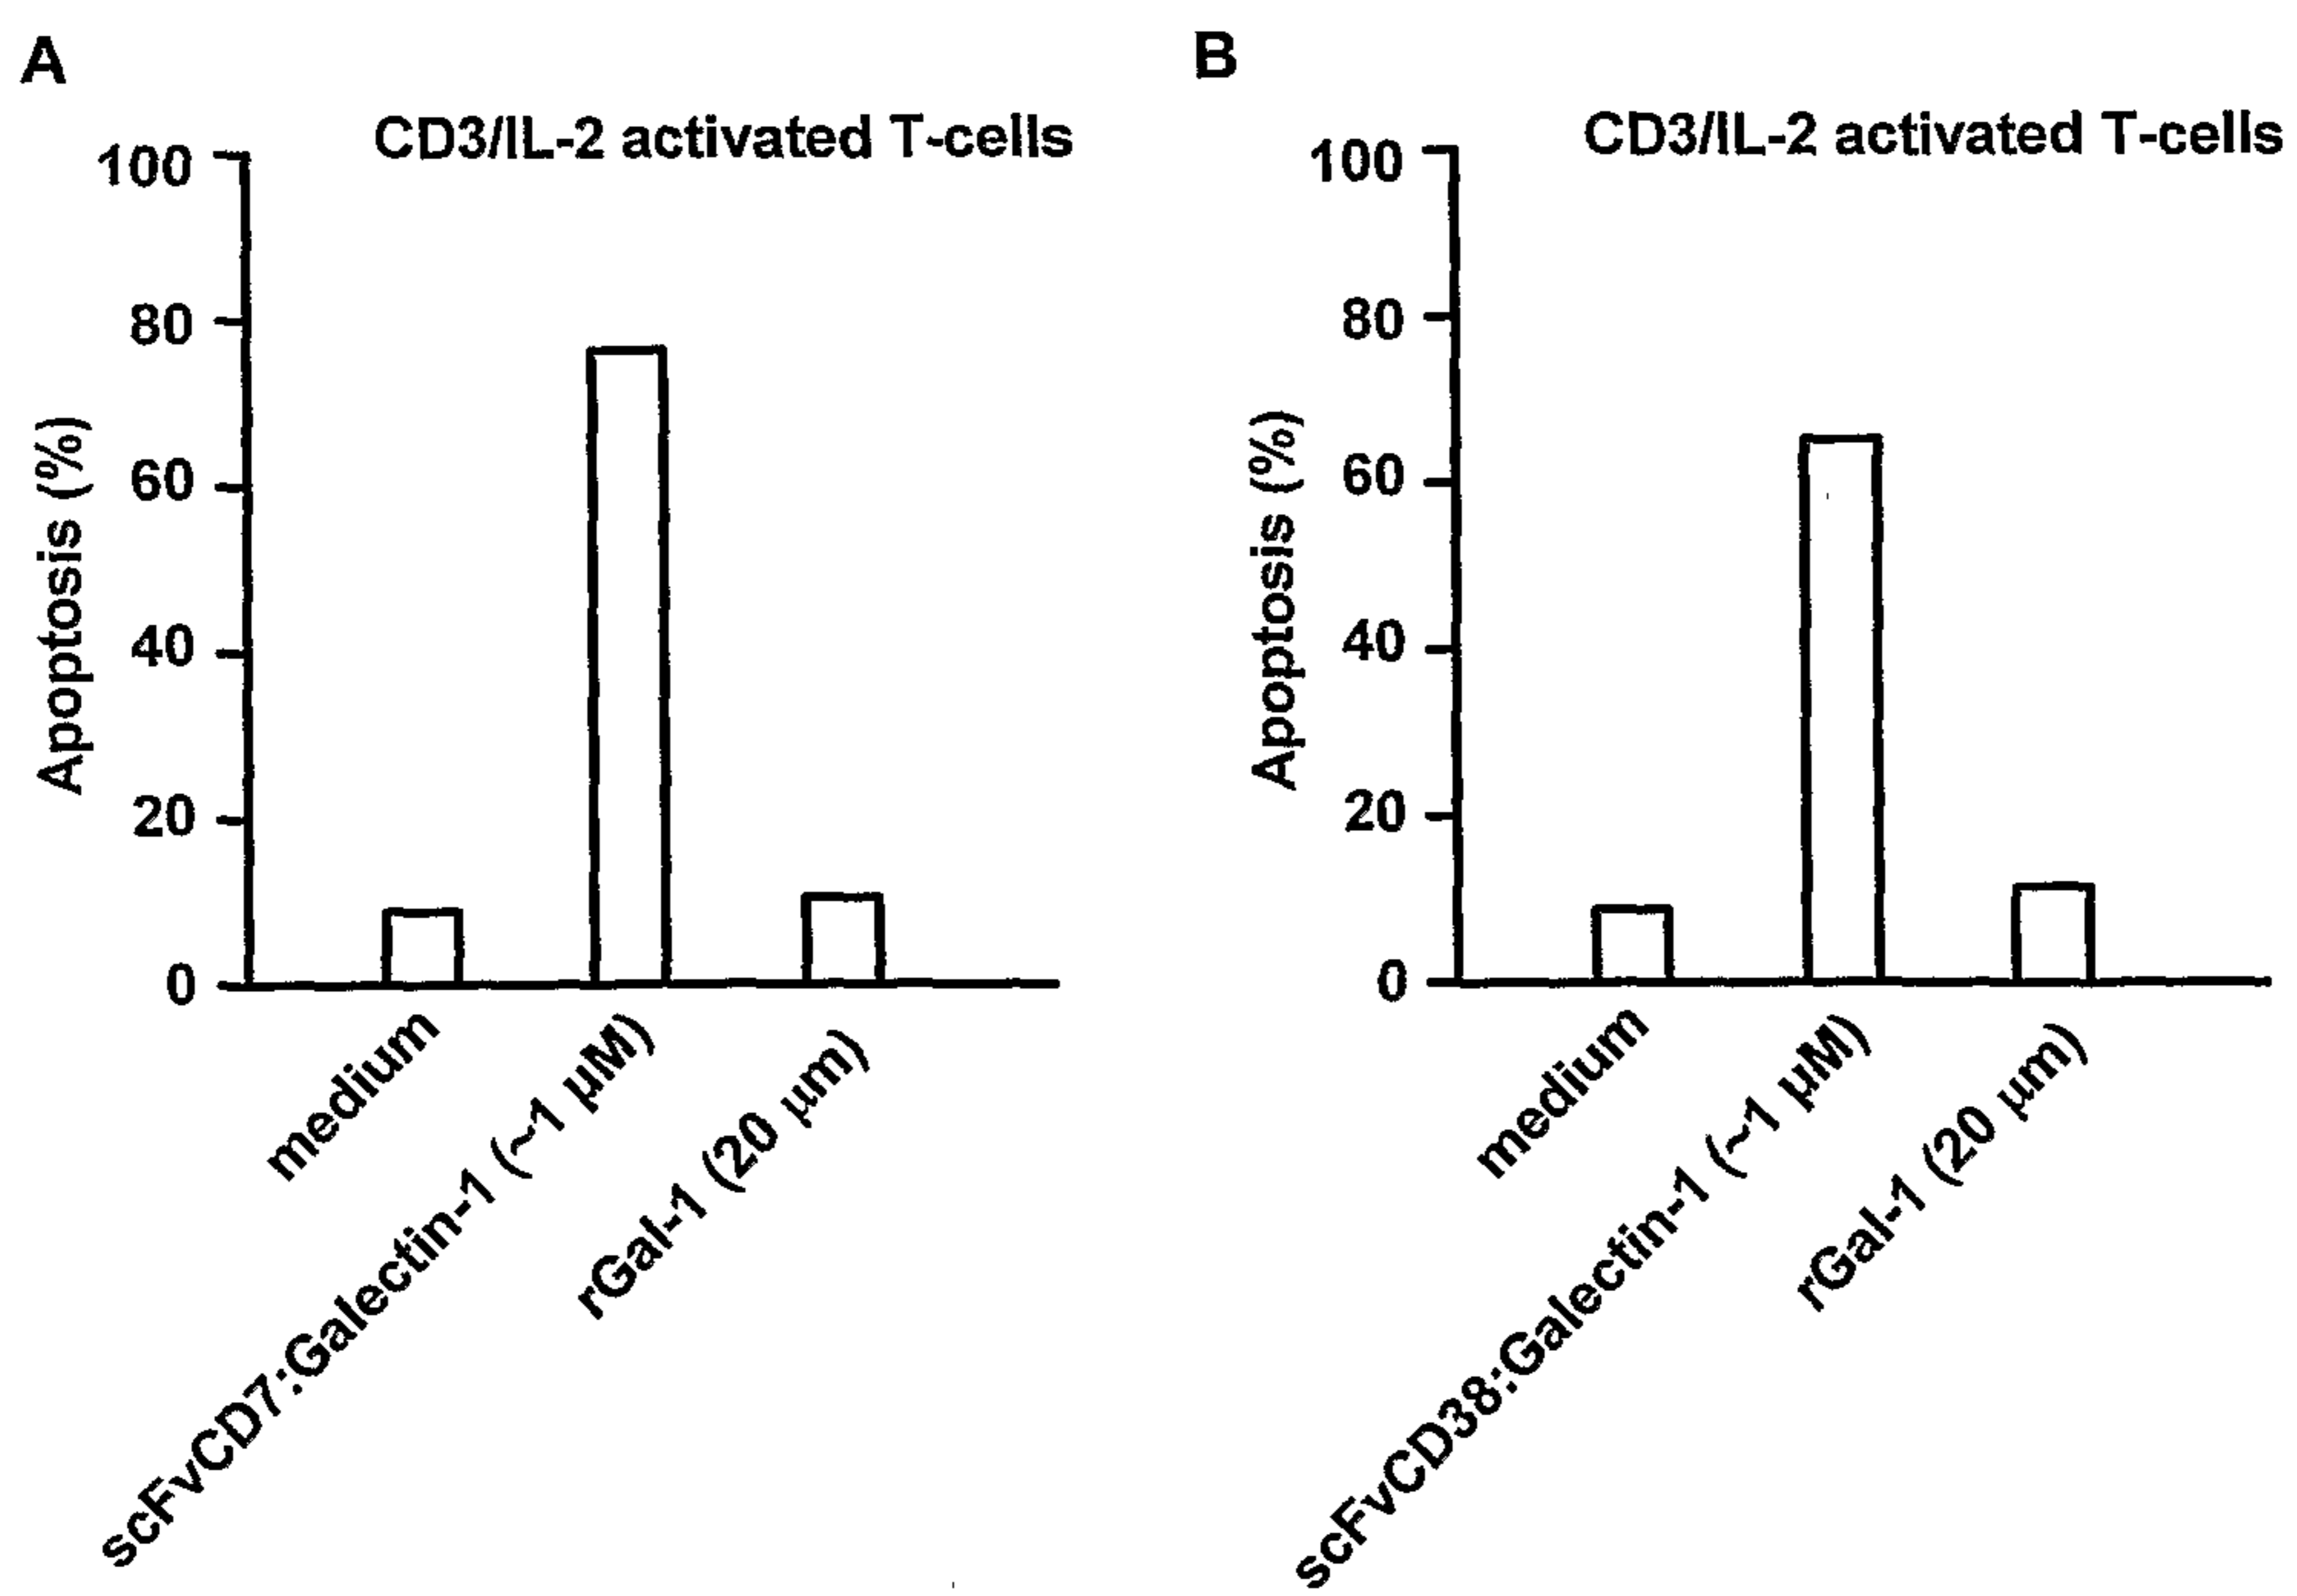 A
CD3/IL-2 activated T-cells
Apoptosis (%)
100
80
60
40
20
0
medium
scFvCD7:Galectin-1 (~1 µM)
rGal-1 (20 µm)
B
CD3/IL-2 activated T-cells
Apoptosis (%)
100
80
60
40
20
0
medium
scFvCD38:Galectin-1 (~1 µM)
rGal-1 (20 µm)